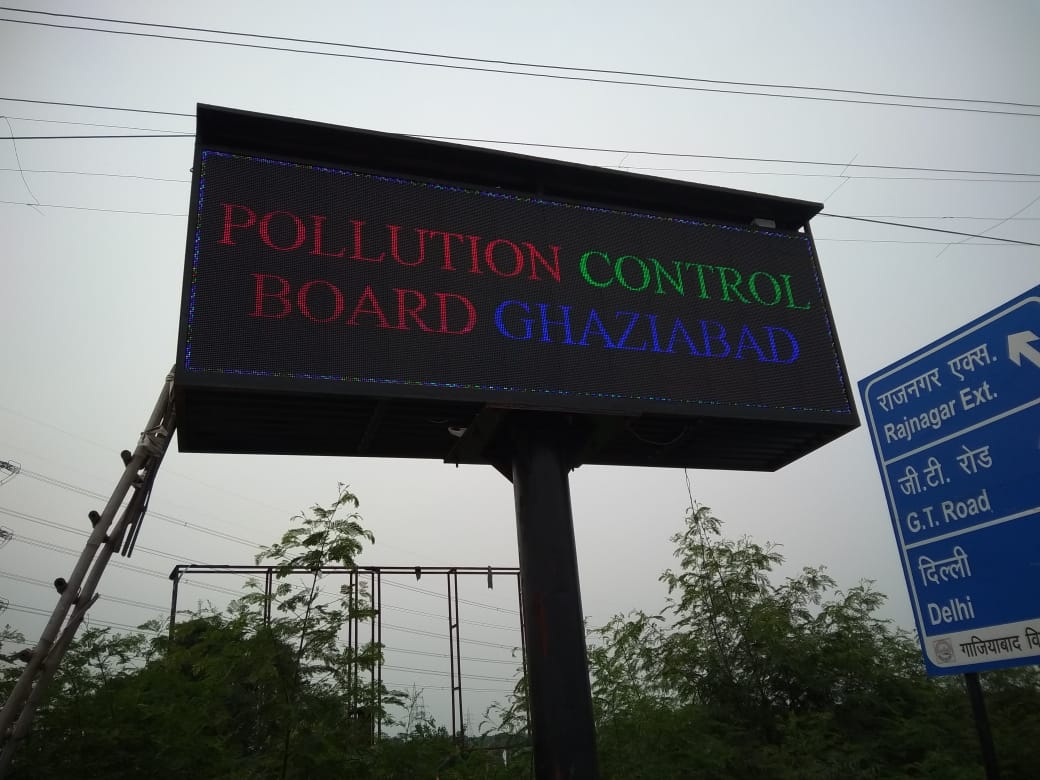 POLLUTION CONTROL
BOARD GHAZIABAD
राजनगर एक्स.
Rajnagar Ext.
जी.टी. रोड
G.T. Road
दिल्ली
Delhi
गाजियाबाद